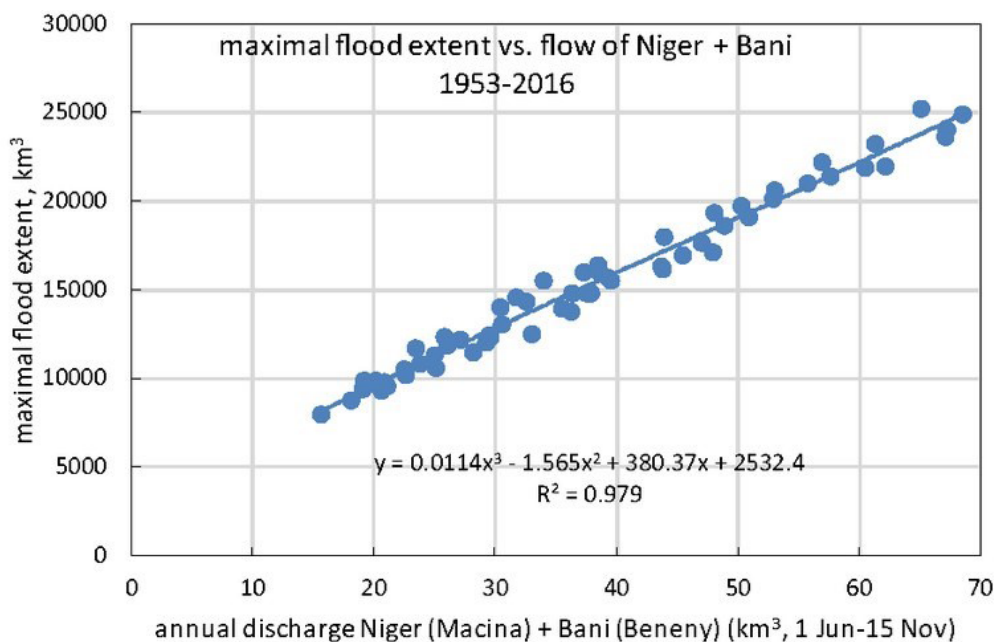 maximal flood extent vs. flow of Niger + Bani
1953-2016
30000
25000
20000
15000
10000
5000
0
maximal flood extent, km³
y = 0.0114x³ - 1.565x² + 380.37x + 2532.4
R² = 0.979
0 10 20 30 40 50 60 70
annual discharge Niger (Macina) + Bani (Beneny) (km³, 1 Jun-15 Nov)